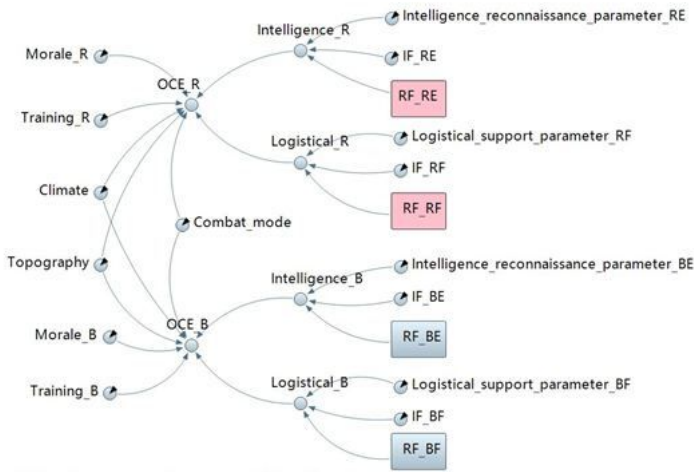 Intelligence_reconnaissance_parameter_RE
Intelligence_R
Morale_R
IF_RE
OCE_R
RF_RE
Training_R
Logistical_support_parameter_RF
Logistical_R
IF_RF
Climate
RF_RF
Combat_mode
Topography
Intelligence_reconnaissance_parameter_BE
Intelligence_B
IF_BE
OCE_B
Morale_B
RF_BE
Logistical_B
Logistical_support_parameter_BF
Training_B
IF_BF
RF_BF